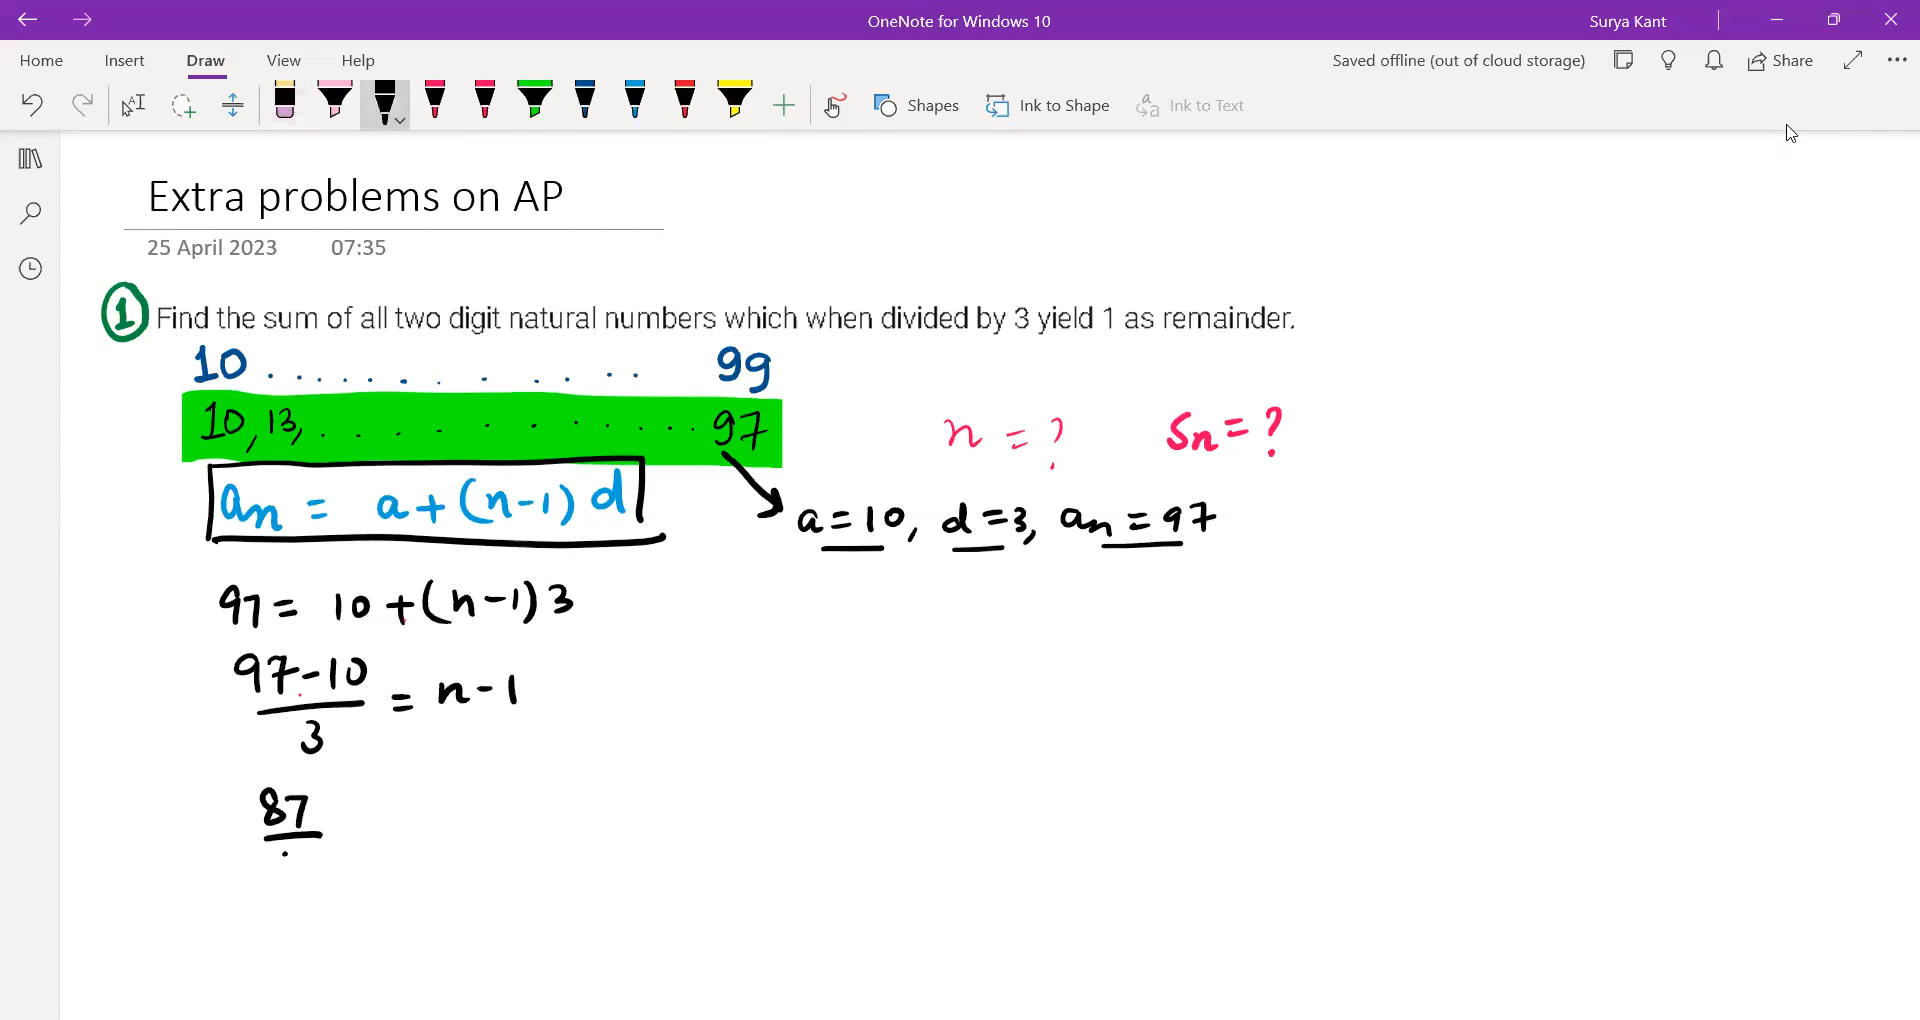 OneNote for Windows 10
Surya Kant
Home Insert Draw View Help
Saved offline (out of cloud storage)
Share
Shapes
Ink to Shape
Ink to Text
Extra problems on AP
25 April 2023 07:35
1 Find the sum of all two digit natural numbers which when divided by 3 yield 1 as remainder.
10 . . . . . . . . . . . . 99
10, 13, . . . . . . . . . . . . 97
n = ? Sn = ?
an = a + (n-1) d
a = 10, d = 3, an = 97
97 = 10 + (n-1) 3
97 - 10
= n - 1
3
87